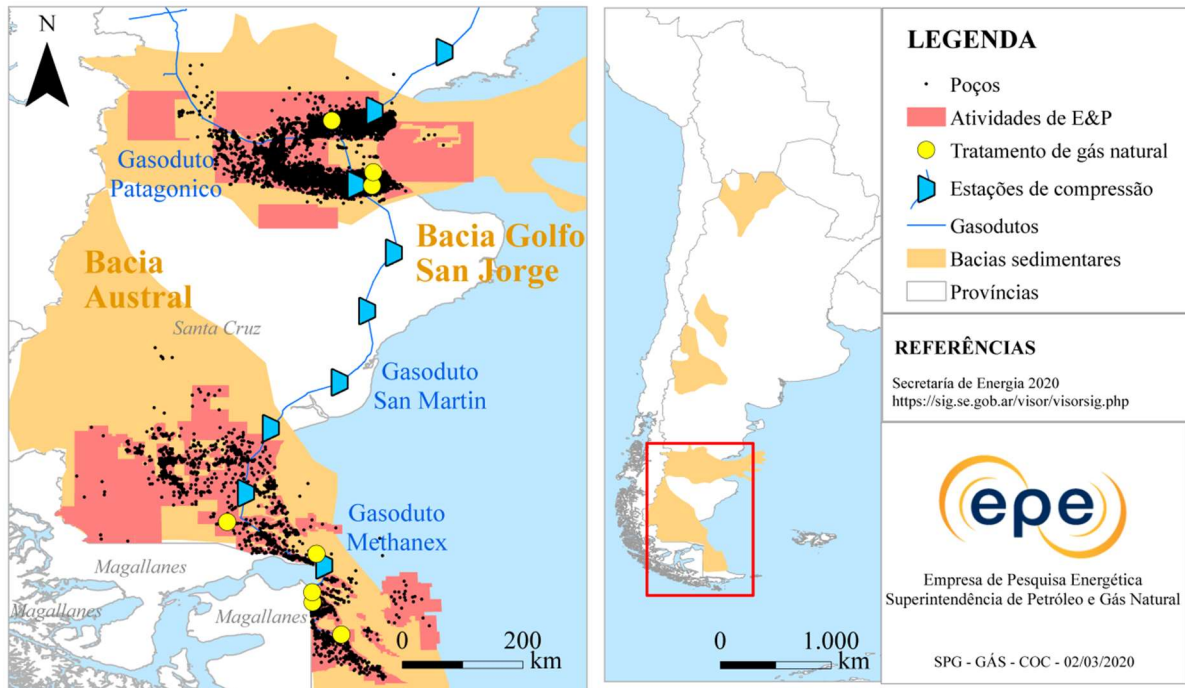 N
Gasoduto
Patagonico
Bacia Golfo
San Jorge
Bacia
Austral
Santa Cruz
Gasoduto
San Martin
Gasoduto
Methanex
Magallanes
Magallanes
Magallanes
0 200
km
0 1.000
km
LEGENDA
Poços
Atividades de E&P
Tratamento de gás natural
Estações de compressão
Gasodutos
Bacias sedimentares
Províncias
REFERÊNCIAS
Secretaría de Energia 2020
https://sig.se.gob.ar/visor/visorsig.php
epe
Empresa de Pesquisa Energética
Superintendência de Petróleo e Gás Natural
SPG - GÁS - COC - 02/03/2020